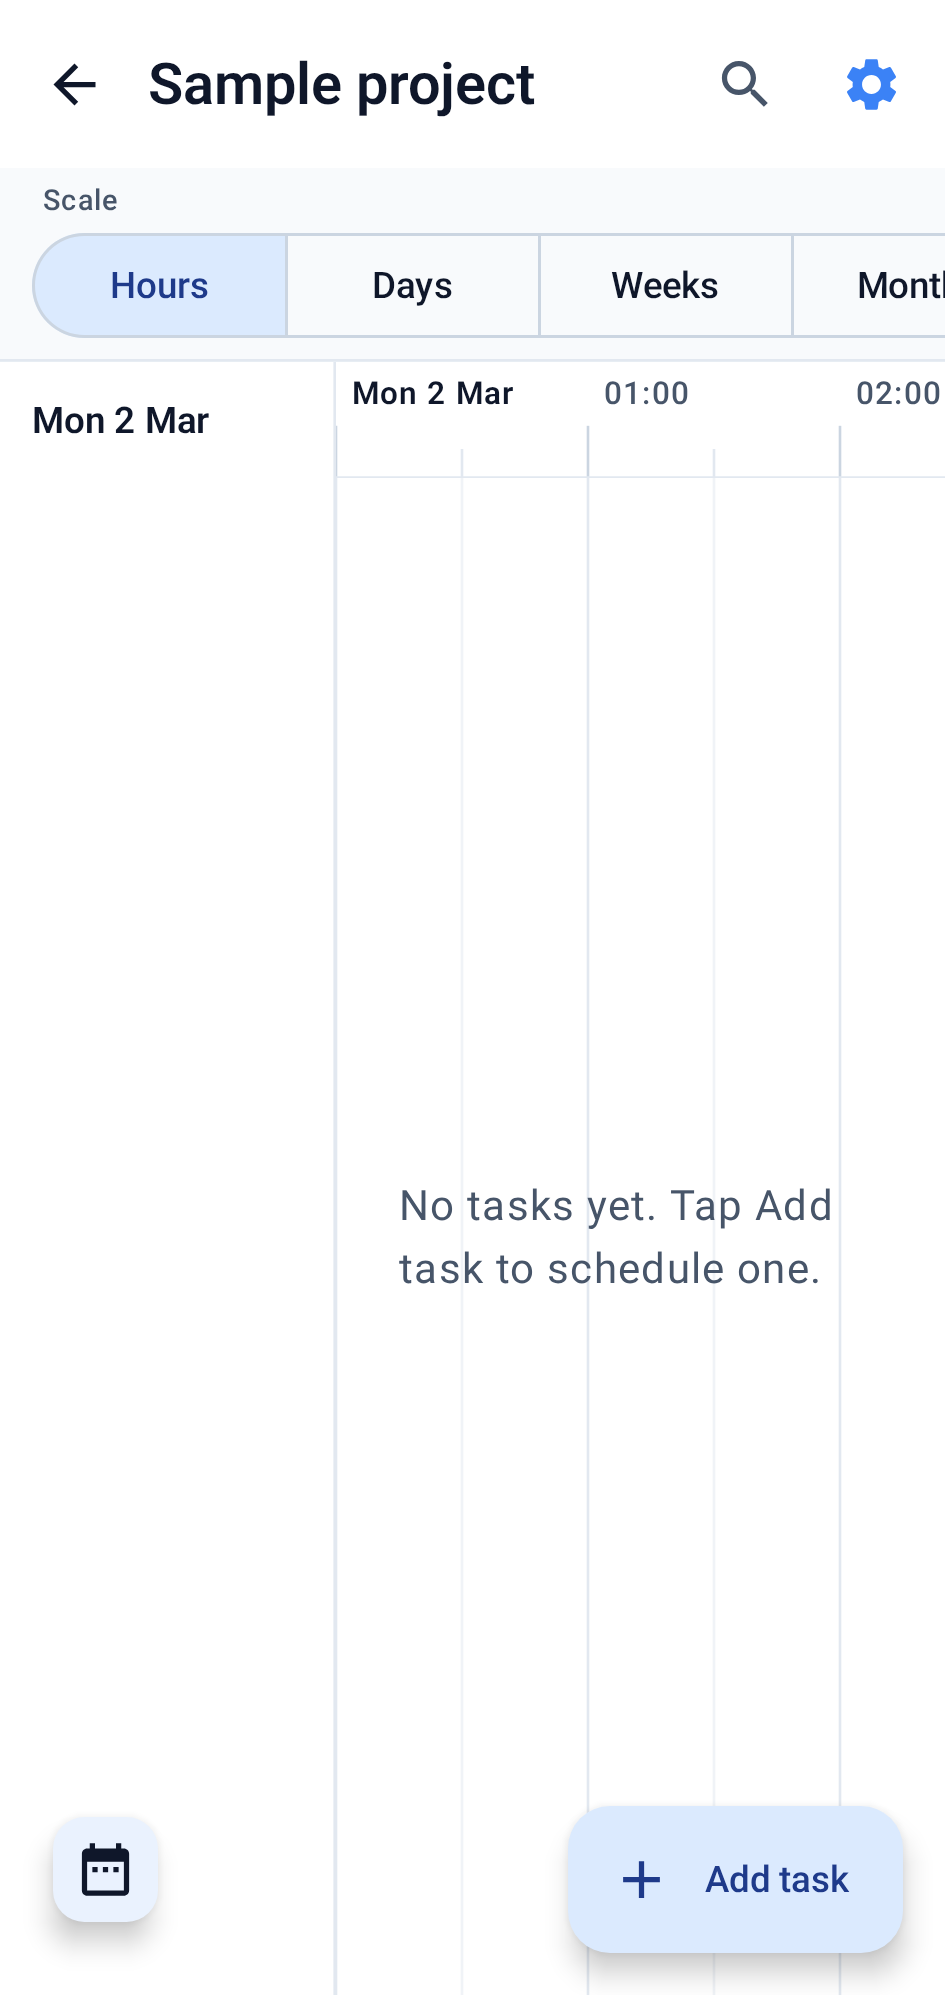 Sample project
Scale
Hours
Days
Weeks
Mon 2 Mar
Mon 2 Mar
01:00
02:00
No tasks yet. Tap Add
task to schedule one.
Add task